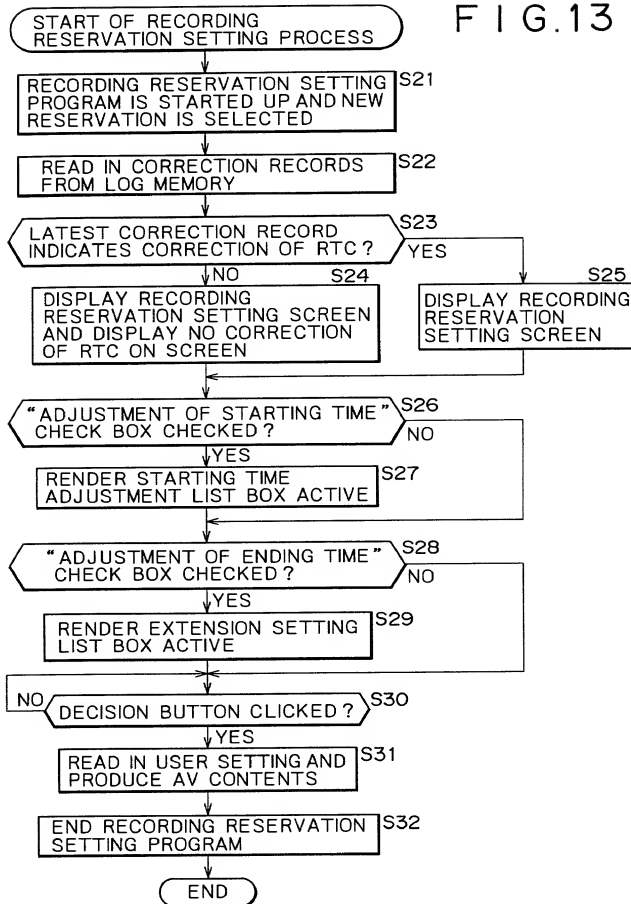 FIG.13
START OF RECORDING
RESERVATION SETTING PROCESS
S21
RECORDING RESERVATION SETTING
PROGRAM IS STARTED UP AND NEW
RESERVATION IS SELECTED
S22
READ IN CORRECTION RECORDS
FROM LOG MEMORY
S23
LATEST CORRECTION RECORD
INDICATES CORRECTION OF RTC?
YES
NO
S24
DISPLAY RECORDING
RESERVATION SETTING SCREEN
AND DISPLAY NO CORRECTION
OF RTC ON SCREEN
S25
DISPLAY RECORDING
RESERVATION
SETTING SCREEN
S26
"ADJUSTMENT OF STARTING TIME"
CHECK BOX CHECKED?
NO
YES
S27
RENDER STARTING TIME
ADJUSTMENT LIST BOX ACTIVE
S28
"ADJUSTMENT OF ENDING TIME"
CHECK BOX CHECKED?
NO
YES
S29
RENDER EXTENSION SETTING
LIST BOX ACTIVE
S30
NO
DECISION BUTTON CLICKED?
YES
S31
READ IN USER SETTING AND
PRODUCE AV CONTENTS
S32
END RECORDING RESERVATION
SETTING PROGRAM
END